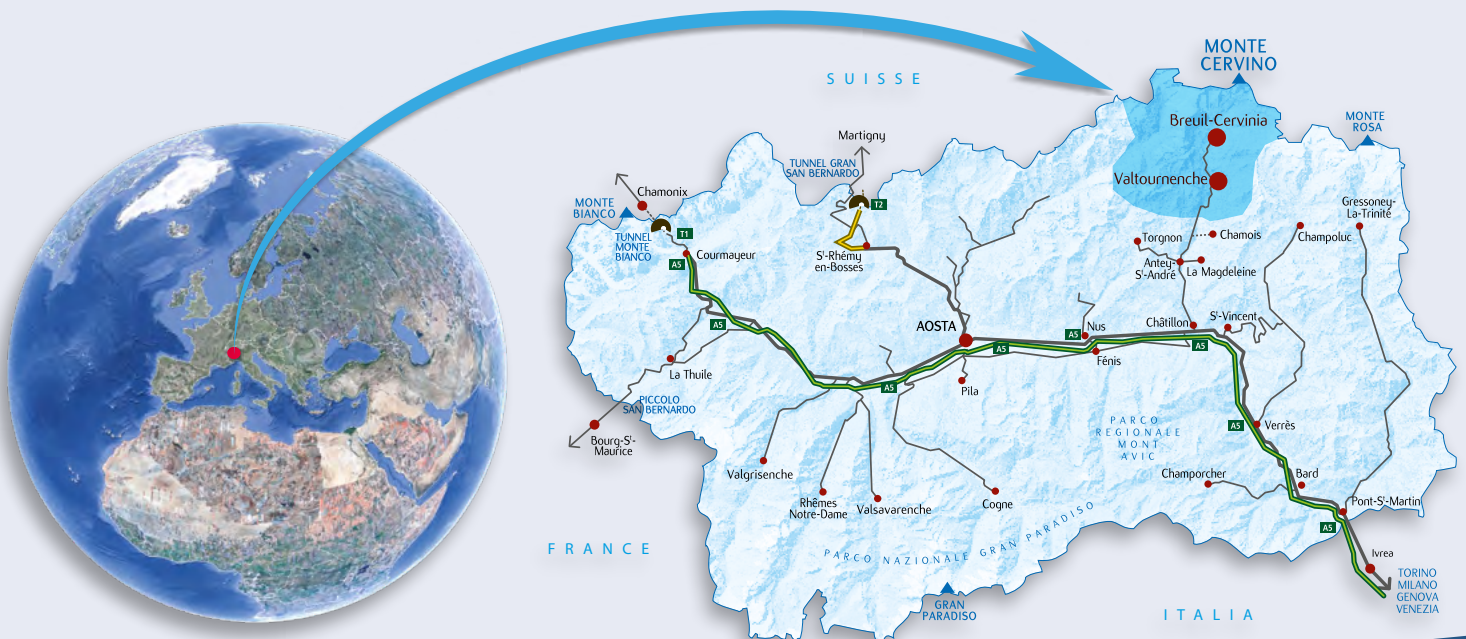 MONTE
CERVINO
SUISSE
Breuil-Cervinia
MONTE
ROSA
Martigny
TUNNEL GRAN
SAN BERNARDO
Valtournenche
Chamonix
MONTE
BIANCO
T2
Gressoney-
La-Trinité
TUNNEL
MONTE
BIANCO
T1
Torgnon
Chamois
Champoluc
Courmayeur
A5
St-Rhémy
en-Bosses
Antey-
St-André
La Magdeleine
A5
AOSTA
A5
Nus
Châtillon
St-Vincent
A5
Fénis
A5
La Thuile
A5
Pila
PICCOLO
SAN BERNARDO
Bourg-St-
Maurice
PARCO
REGIONALE
MONT
AVIC
A5
Verrès
Valgrisenche
Champorcher
Bard
Rhêmes
Notre-Dame
Valsavarenche
Cogne
Pont-St-Martin
A5
FRANCE
PARCO NAZIONALE GRAN PARADISO
Ivrea
GRAN
PARADISO
ITALIA
TORINO
MILANO
GENOVA
VENEZIA